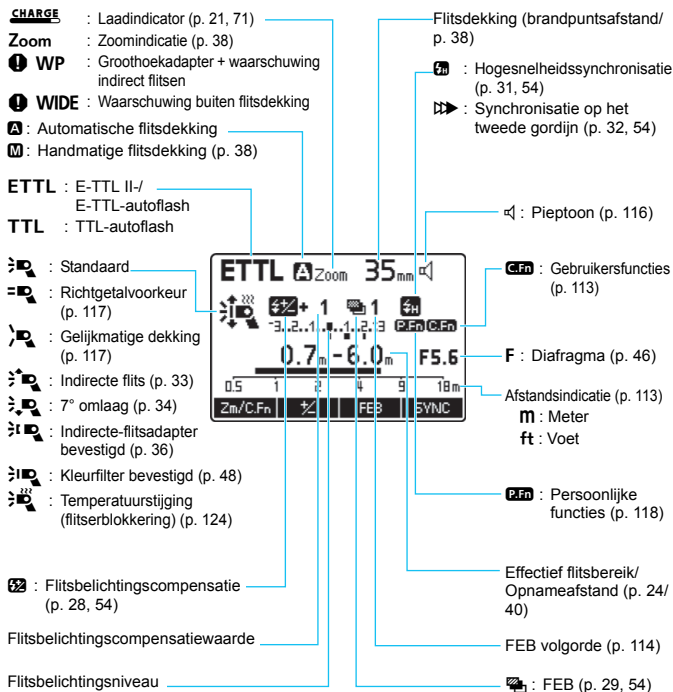 CHARGE : Laadindicator (p. 21, 71)
Zoom : Zoomindicatie (p. 38)
WP : Groothoekadapter + waarschuwing
indirect flitsen
WIDE : Waarschuwing buiten flitsdekking
A : Automatische flitsdekking
M : Handmatige flitsdekking (p. 38)
ETTL : E-TTL II-/
E-TTL-autoflash
TTL : TTL-autoflash
: Standaard
: Richtgetalvoorkeur
(p. 117)
: Gelijkmatige dekking
(p. 117)
: Indirecte flits (p. 33)
: 7° omlaag (p. 34)
: Indirecte-flitsadapter
bevestigd (p. 36)
: Kleurfilter bevestigd (p. 48)
: Temperatuurstijging
(flitserblokkering) (p. 124)
: Flitsbelichtingscompensatie
(p. 28, 54)
Flitsbelichtingscompensatiewaarde
Flitsbelichtingsniveau
ETTL A Zoom 35mm
+ 1 1 H
-3..2..1..■..1..2.+3 P.Fn C.Fn
0.7m-6.0m F5.6
0.5 1 2 4 9 18m
Zm/C.Fn +/- FEB SYNC
Flitsdekking (brandpuntsafstand/
p. 38)
H : Hogesnelheidssynchronisatie
(p. 31, 54)
: Synchronisatie op het
tweede gordijn (p. 32, 54)
: Pieptoon (p. 116)
C.Fn : Gebruikersfuncties
(p. 113)
F : Diafragma (p. 46)
Afstandsindicatie (p. 113)
m : Meter
ft : Voet
P.Fn : Persoonlijke
functies (p. 118)
Effectief flitsbereik/
Opnameafstand (p. 24/
40)
FEB volgorde (p. 114)
: FEB (p. 29, 54)